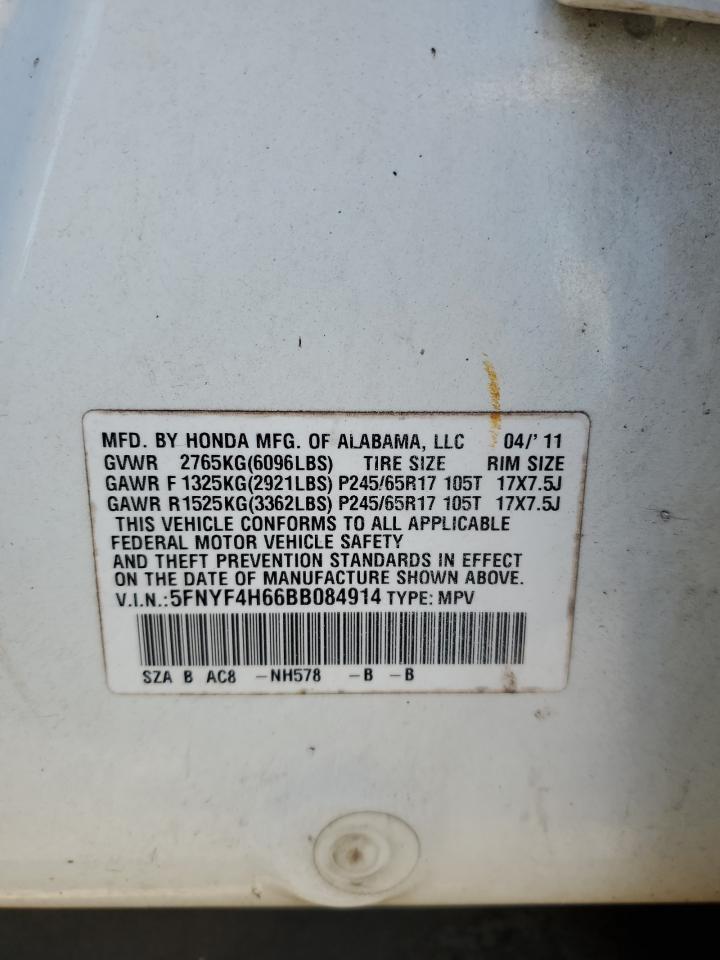 MFD. BY HONDA MFG. OF ALABAMA, LLC 04/'11
GVWR 2765KG(6096LBS) TIRE SIZE RIM SIZE
GAWR F 1325KG(2921LBS) P245/65R17 105T 17X7.5J
GAWR R1525KG(3362LBS) P245/65R17 105T 17X7.5J
THIS VEHICLE CONFORMS TO ALL APPLICABLE
FEDERAL MOTOR VEHICLE SAFETY
AND THEFT PREVENTION STANDARDS IN EFFECT
ON THE DATE OF MANUFACTURE SHOWN ABOVE.
V.I.N.:5FNYF4H66BB084914 TYPE: MPV
SZA B AC8 -NH578 -B -B